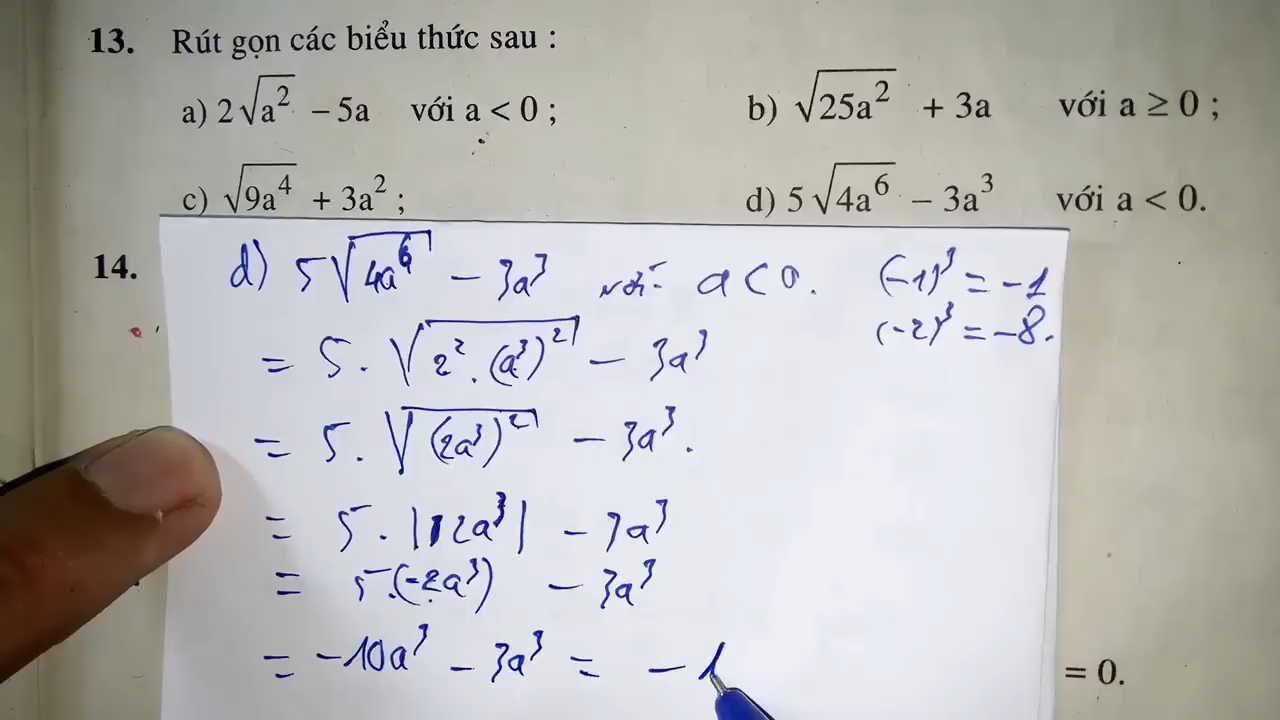 13. Rút gọn các biểu thức sau :
a) 2√a² – 5a với a < 0 ;
b) √25a² + 3a với a ≥ 0 ;
c) √9a⁴ + 3a² ;
d) 5√4a⁶ – 3a³ với a < 0.
14.
d) 5√4a⁶ – 3a³ với a < 0.
(-1)³ = -1
(-2)³ = -8.
= 5. √2² . (a³)² – 3a³
= 5. √(2a³)² – 3a³.
= 5. |2a³| – 3a³
= 5.(-2a³) – 3a³
= -10a³ – 3a³ = – 1
= 0.